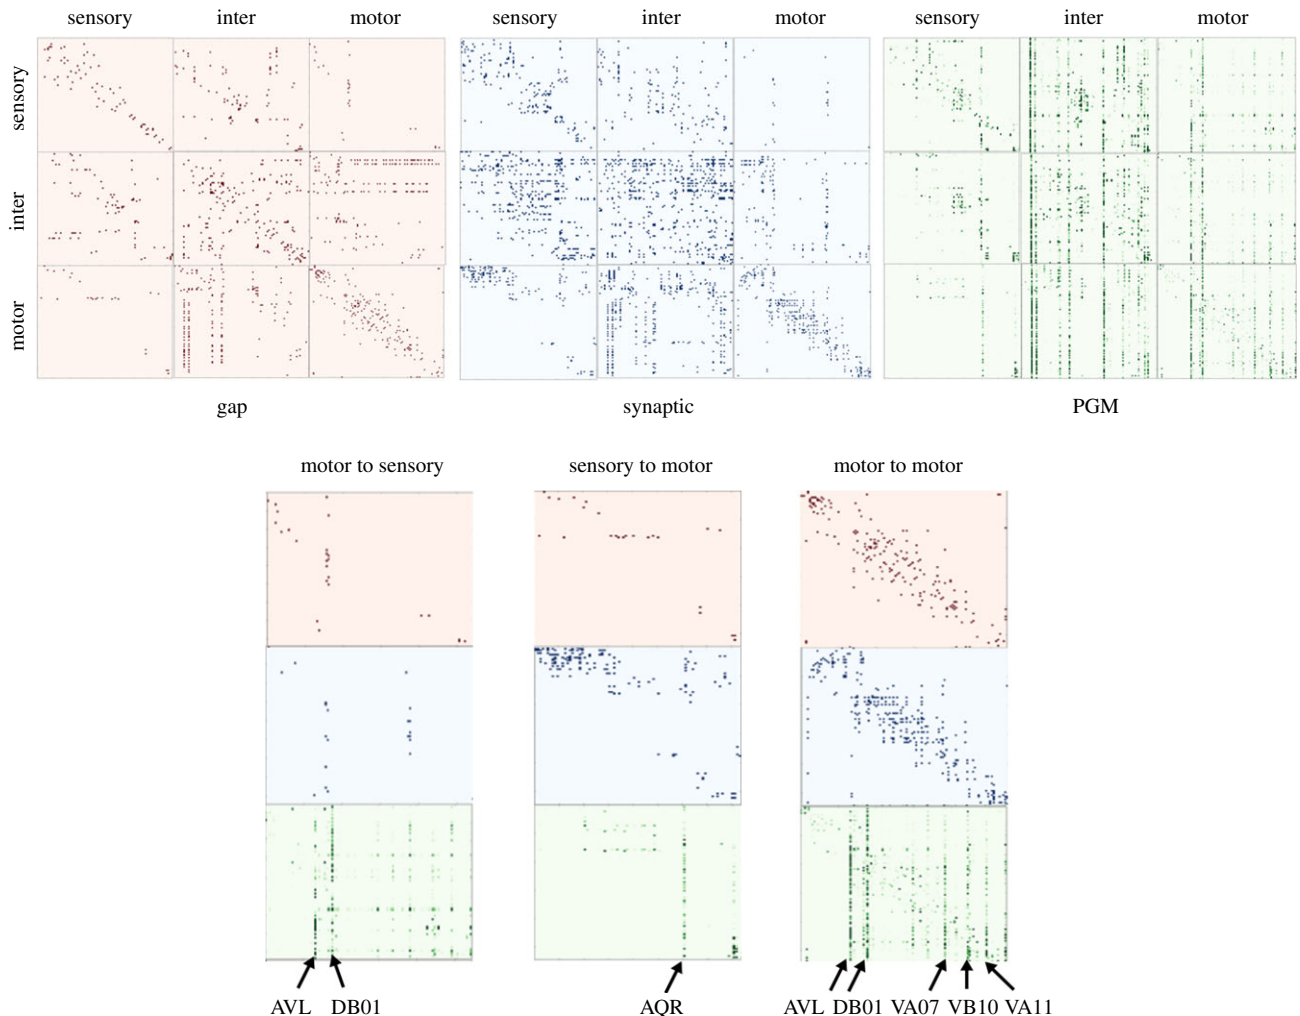 sensory inter motor sensory inter motor sensory inter motor
sensory
inter
motor
gap synaptic PGM
motor to sensory sensory to motor motor to motor
AVL DB01 AQR AVL DB01 VA07 VB10 VA11